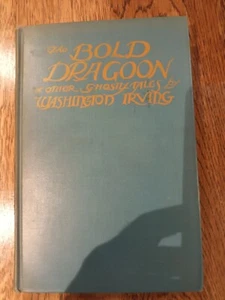 The BOLD
DRAGOON
& OTHER GHOSTLY TALES by
WASHINGTON IRVING